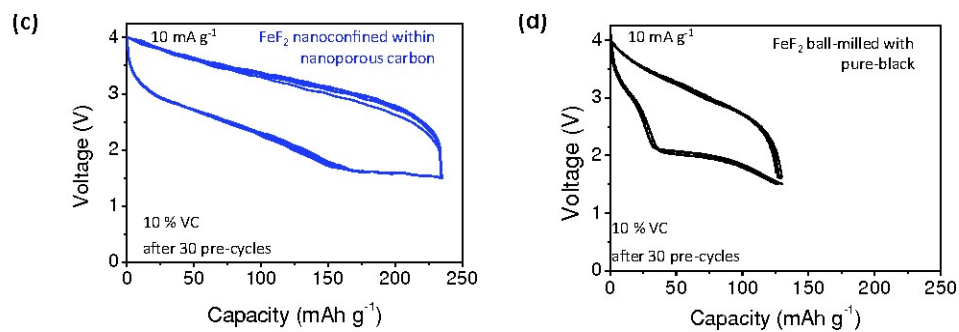 (c)
10 mA g⁻¹
FeF₂ nanoconfined within
nanoporous carbon
4
3
2
1
0
Voltage (V)
10 % VC
after 30 pre-cycles
0 50 100 150 200 250
Capacity (mAh g⁻¹)
(d)
10 mA g⁻¹
FeF₂ ball-milled with
pure-black
4
3
2
1
0
Voltage (V)
10 % VC
after 30 pre-cycles
0 50 100 150 200 250
Capacity (mAh g⁻¹)